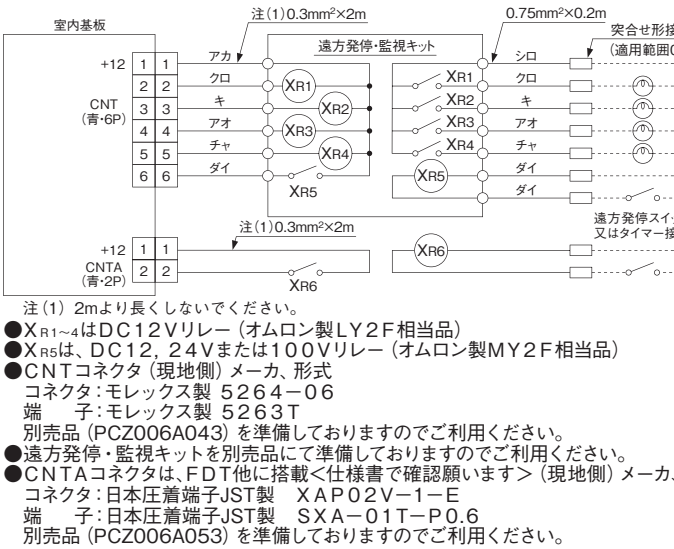 注(1)0.3mm²×2m
0.75mm²×0.2m
室内基板
遠方発停・監視キット
突合せ形接
(適用範囲
+12 1 1 アカ シロ
2 2 クロ XR1 XR1 クロ
CNT
(青・6P)
3 3 キ XR2 XR2 キ
4 4 アオ XR3 XR3 アオ
5 5 チャ XR4 XR4 チャ
6 6 ダイ XR5 XR5 ダイ
ダイ
注(1)0.3mm²×2m
遠方発停スイッ
又はタイマー接
+12 1 1 XR6
CNTA
(青・2P)
2 2 XR6
注(1) 2mより長くしないでください。
●XR1~4はDC12Vリレー(オムロン製LY2F相当品)
●XR5は、DC12, 24Vまたは100Vリレー(オムロン製MY2F相当品)
●CNTコネクタ(現地側)メーカ、形式
コネクタ:モレックス製 5264-06
端 子:モレックス製 5263T
別売品(PCZ006A043)を準備しておりますのでご利用ください。
●遠方発停・監視キットを別売品にて準備しておりますのでご利用ください。
●CNTAコネクタは、FDT他に搭載<仕様書で確認願います>(現地側)メーカ、
コネクタ:日本圧着端子JST製 XAP02V-1-E
端 子:日本圧着端子JST製 SXA-01T-P0.6
別売品(PCZ006A053)を準備しておりますのでご利用ください。